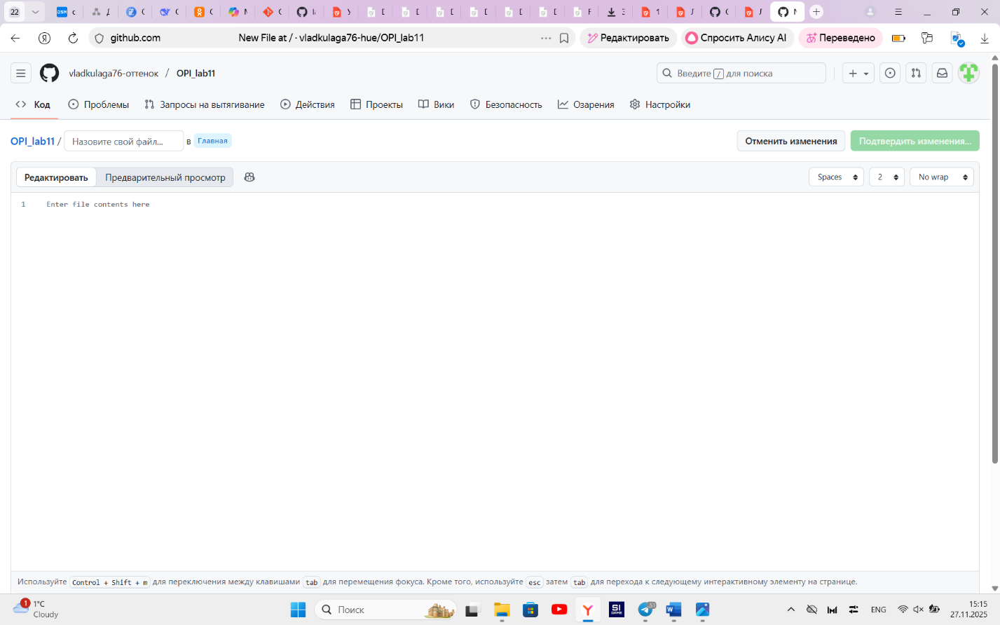 22
github.com
New File at / · vladkulaga76-hue/OPI_lab11
Редактировать
Спросить Алису AI
Переведено
vladkulaga76-оттенок / OPI_lab11
Введите / для поиска
Код
Проблемы
Запросы на вытягивание
Действия
Проекты
Вики
Безопасность
Озарения
Настройки
OPI_lab11 / Назовите свой файл... в Главная
Отменить изменения
Подтвердить изменения...
Редактировать
Предварительный просмотр
Spaces
2
No wrap
1 Enter file contents here
Используйте Control + Shift + m для переключения между клавишами tab для перемещения фокуса. Кроме того, используйте esc затем tab для перехода к следующему интерактивному элементу на странице.
1
1°C
Cloudy
Поиск
SI
GAME
51
ENG
15:15
27.11.2025